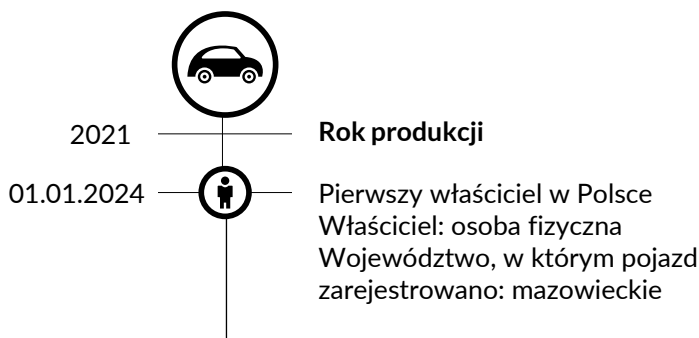 2021
Rok produkcji
01.01.2024
Pierwszy właściciel w Polsce
Właściciel: osoba fizyczna
Województwo, w którym pojazd
zarejestrowano: mazowieckie